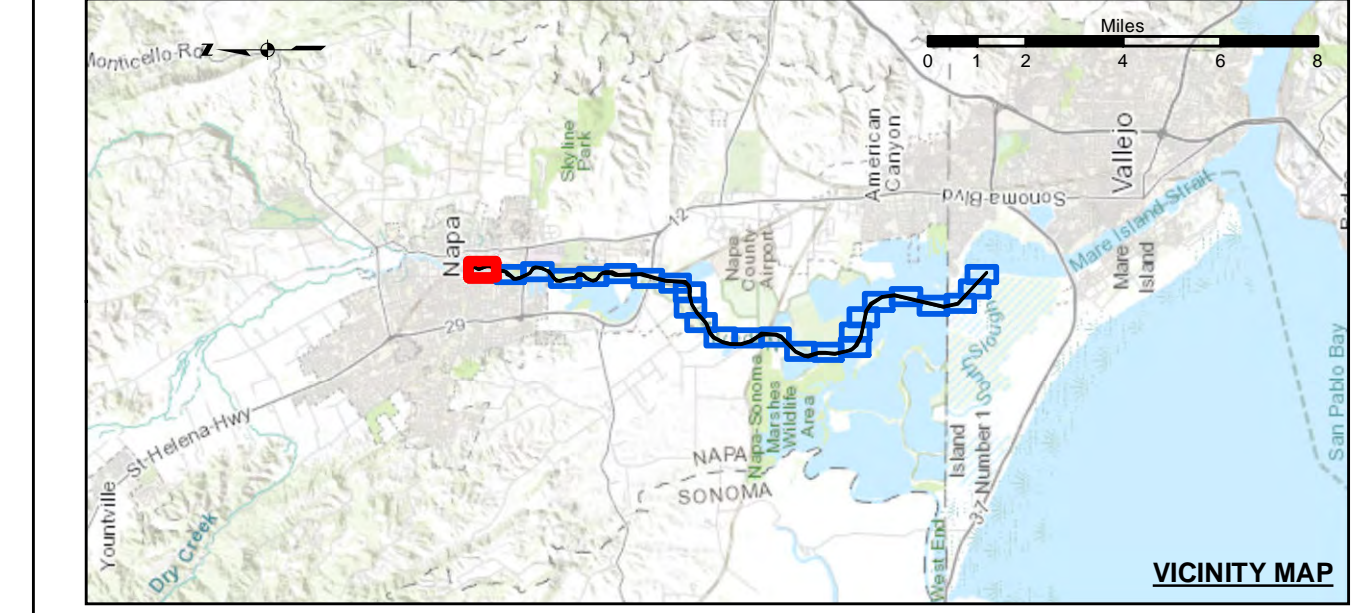 Miles
0 1 2 4 6 8
Monticello-Rd
Z
Skyline
Park
American
Canyon
Vallejo
Sonoma-Blvd
Mare Island-Strait
Mare
Island
Napa
12
Napa
County
Airport
29
St-Helena-Hwy
Yountville
Dry Creek
Napa-Sonoma
Marshes
Wildlife
Area
NAPA
SONOMA
South Slough
Island
Number 1
37
West End
San Pablo Bay
VICINITY MAP